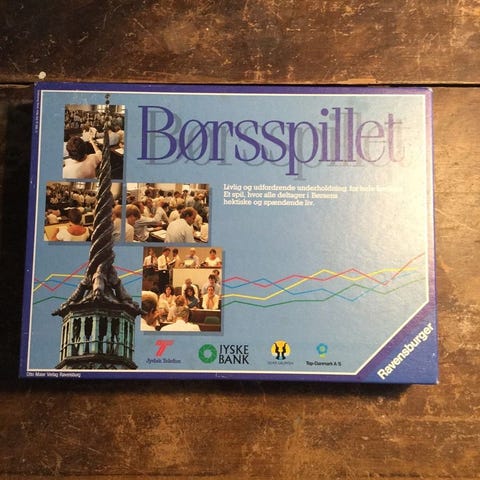 Børsspillet
Livlig og udfordrende underholdning for hele familien.
Et spil, hvor alle deltager i Børsens
hektiske og spændende liv.
Jydsk Telefon
JYSKE
BANK
Top-Danmark A/S
Ravensburger
Otto Maier Verlag Ravensburg